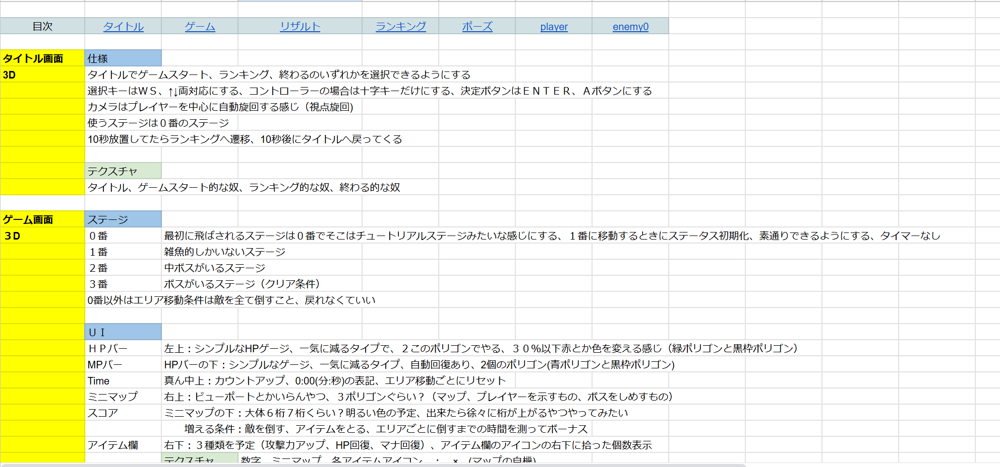 目次 タイトル ゲーム リザルト ランキング ポーズ player enemy0
タイトル画面 仕様
3D タイトルでゲームスタート、ランキング、終わるのいずれかを選択できるようにする
選択キーはＷＳ、↑↓両対応にする、コントローラーの場合は十字キーだけにする、決定ボタンはＥＮＴＥＲ、Ａボタンにする
カメラはプレイヤーを中心に自動旋回する感じ（視点旋回)
使うステージは０番のステージ
10秒放置してたらランキングへ遷移、10秒後にタイトルへ戻ってくる
テクスチャ
タイトル、ゲームスタート的な奴、ランキング的な奴、終わる的な奴
ゲーム画面 ステージ
３D ０番 最初に飛ばされるステージは０番でそこはチュートリアルステージみたいな感じにする、１番に移動するときにステータス初期化、素通りできるようにする、タイマーなし
１番 雑魚的しかいないステージ
２番 中ボスがいるステージ
３番 ボスがいるステージ（クリア条件）
0番以外はエリア移動条件は敵を全て倒すこと、戻れなくていい
ＵＩ
ＨＰバー 左上：シンプルなHPゲージ、一気に減るタイプで、２このポリゴンでやる、３０％以下赤とか色を変える感じ（緑ポリゴンと黒枠ポリゴン）
MPバー HPバーの下：シンプルなゲージ、一気に減るタイプ、自動回復あり、2個のポリゴン(青ポリゴンと黒枠ポリゴン)
Time 真ん中上：カウントアップ、0:00(分:秒)の表記、エリア移動ごとにリセット
ミニマップ 右上：ビューポートとかいらんやつ、３ポリゴンぐらい？（マップ、プレイヤーを示すもの、ボスをしめすもの）
スコア ミニマップの下：大体６桁７桁くらい？明るい色の予定、出来たら徐々に桁が上がるやつやってみたい
増える条件：敵を倒す、アイテムをとる、エリアごとに倒すまでの時間を測ってボーナス
アイテム欄 右下：３種類を予定（攻撃力アップ、HP回復、マナ回復）、アイテム欄のアイコンの右下に拾った個数表示
テクスチャ 数字、ミニマップ、各アイテムアイコン、：、×、(マップの自機)